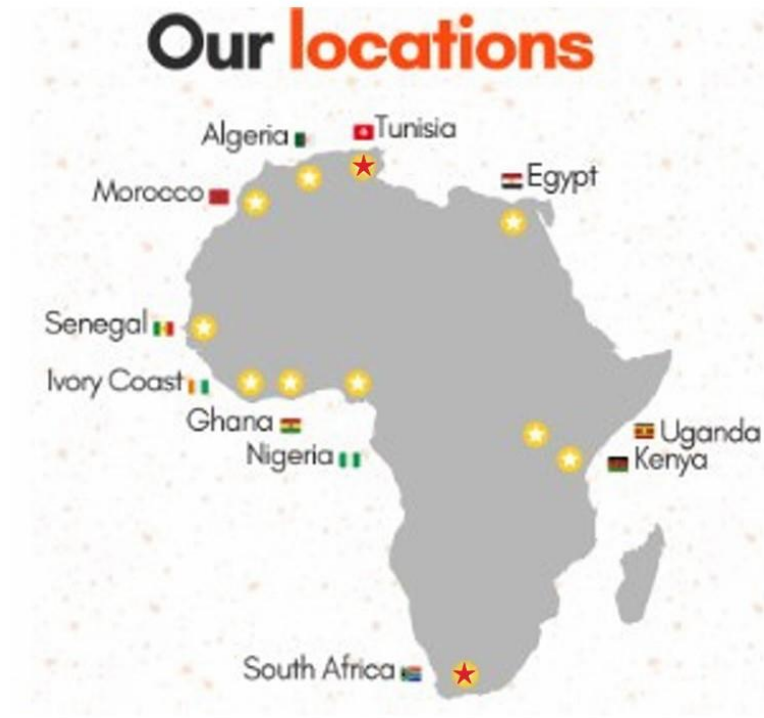 Our locations
Algeria
Tunisia
Morocco
Egypt
Senegal
Ivory Coast
Ghana
Nigeria
Uganda
Kenya
South Africa